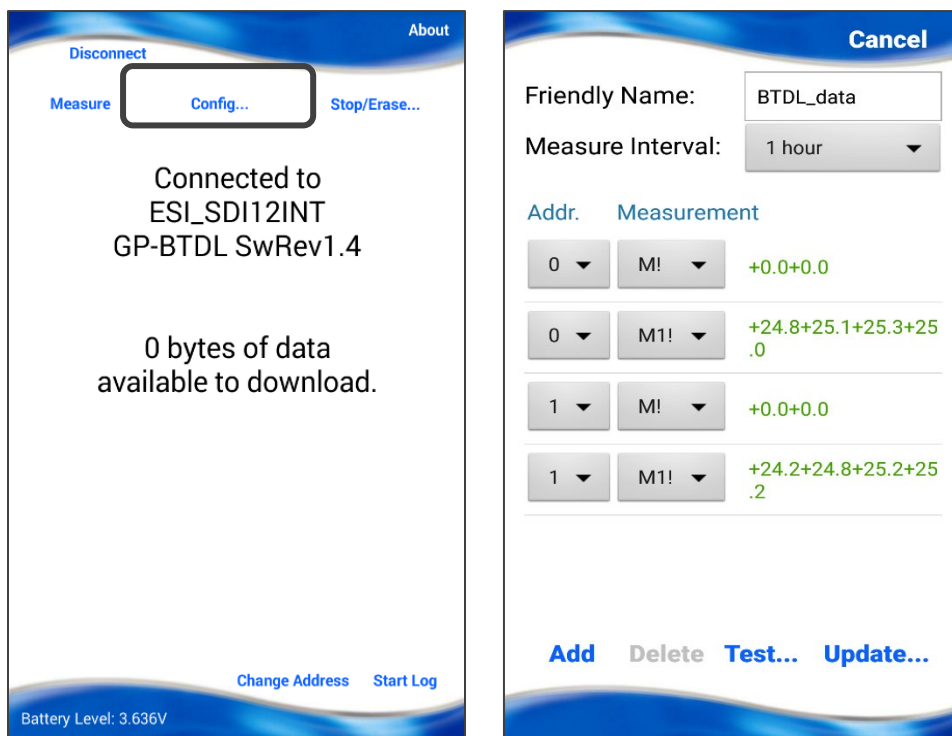 About
Disconnect
Measure Config... Stop/Erase...
Connected to
ESI_SDI12INT
GP-BTDL SwRev1.4
0 bytes of data
available to download.
Change Address Start Log
Battery Level: 3.636V
Cancel
Friendly Name: BTDL_data
Measure Interval: 1 hour
Addr. Measurement
0 M! +0.0+0.0
0 M1! +24.8+25.1+25.3+25
.0
1 M! +0.0+0.0
1 M1! +24.2+24.8+25.2+25
.2
Add Delete Test... Update...